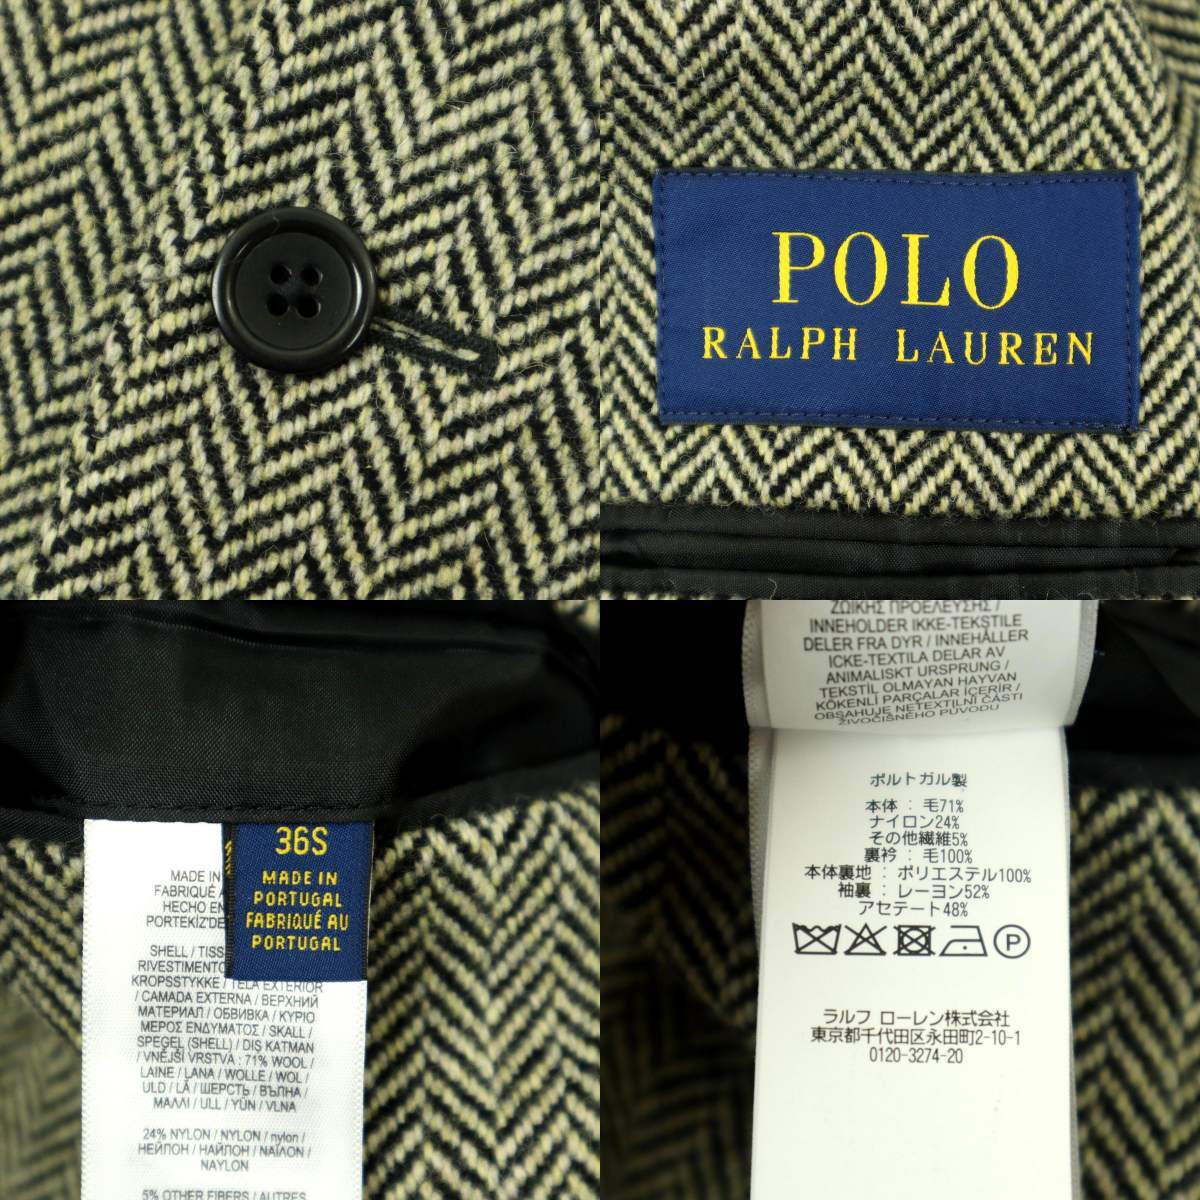 POLO
RALPH LAUREN
36S
MADE IN
PORTUGAL
FABRIQUÉ AU
PORTUGAL
MADE IN
FABRIQUÉ A
HECHO EN
PORTEKİZ'DE
SHELL / TISS
RIVESTIMENTO
KROPSSTYKKE / TELA EXTERIOR
/ CAMADA EXTERNA / ВЕРХНИЙ
МАТЕРИАЛ / ОБВИВКА / ΚΥΡΙΟ
ΜΕΡΟΣ ΕΝΔΥΜΑΤΟΣ / SKALL /
SPEGEL (SHELL) / DIŞ KATMAN
/ VNĚJŠÍ VRSTVA : 71% WOOL /
LAINE / LANA / WOLLE / WOL /
ULD / LÃ / ШЕРСТЬ / ВЪЛНА /
ΜΑΛΛΙ / ULL / YÜN / VLNA
24% NYLON / NYLON / nylon /
НЕЙЛОН / НАЙЛОН / ΝΑΪΛΟΝ /
NAYLON
5% OTHER FIBERS / AUTRES
ΖΩΙΚΗΣ ΠΡΟΕΛΕΥΣΗΣ /
INNEHOLDER IKKE-TEKSTILE
DELER FRA DYR / INNEHÅLLER
ICKE-TEXTILA DELAR AV
ANIMALISKT URSPRUNG /
TEKSTİL OLMAYAN HAYVAN
KÖKENLİ PARÇALAR İÇERİR /
OBSAHUJE NETEXTILNÍ ČÁSTI
ŽIVOČIŠNÉHO PŮVODU
ポルトガル製
本体 : 毛71%
ナイロン24%
その他繊維5%
裏衿 : 毛100%
本体裏地 : ポリエステル100%
袖裏 : レーヨン52%
アセテート48%
P
ラルフ ローレン株式会社
東京都千代田区永田町2-10-1
0120-3274-20